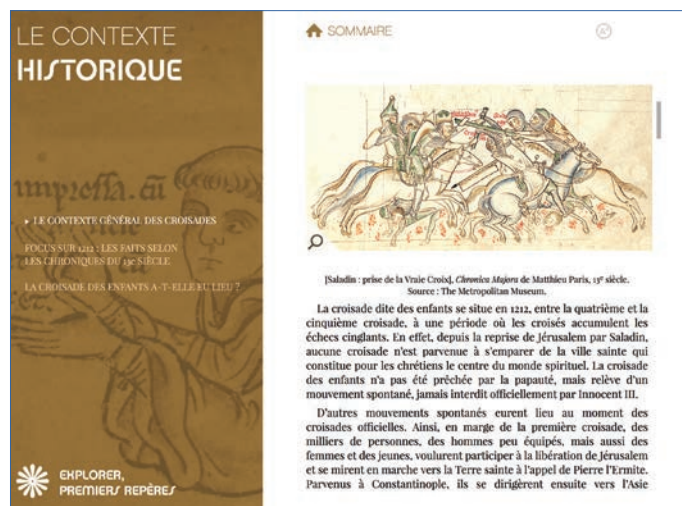 LE CONTEXTE
HISTORIQUE
impressa. cū
▸ LE CONTEXTE GÉNÉRAL DES CROISADES
FOCUS SUR 1212 : LES FAITS SELON
LES CHRONIQUES DU 13e SIÈCLE
LA CROISADE DES ENFANTS A-T-ELLE EU LIEU ?
EXPLORER,
PREMIERS REPÈRES
SOMMAIRE
[Saladin : prise de la Vraie Croix], Chronica Majora de Matthieu Paris, 13e siècle.
Source : The Metropolitan Museum.
La croisade dite des enfants se situe en 1212, entre la quatrième et la
cinquième croisade, à une période où les croisés accumulent les
échecs cinglants. En effet, depuis la reprise de Jérusalem par Saladin,
aucune croisade n'est parvenue à s'emparer de la ville sainte qui
constitue pour les chrétiens le centre du monde spirituel. La croisade
des enfants n'a pas été prêchée par la papauté, mais relève d'un
mouvement spontané, jamais interdit officiellement par Innocent III.
D'autres mouvements spontanés eurent lieu au moment des
croisades officielles. Ainsi, en marge de la première croisade, des
milliers de personnes, des hommes peu équipés, mais aussi des
femmes et des jeunes, voulurent participer à la libération de Jérusalem
et se mirent en marche vers la Terre sainte à l'appel de Pierre l'Ermite.
Parvenus à Constantinople, ils se dirigèrent ensuite vers l'Asie